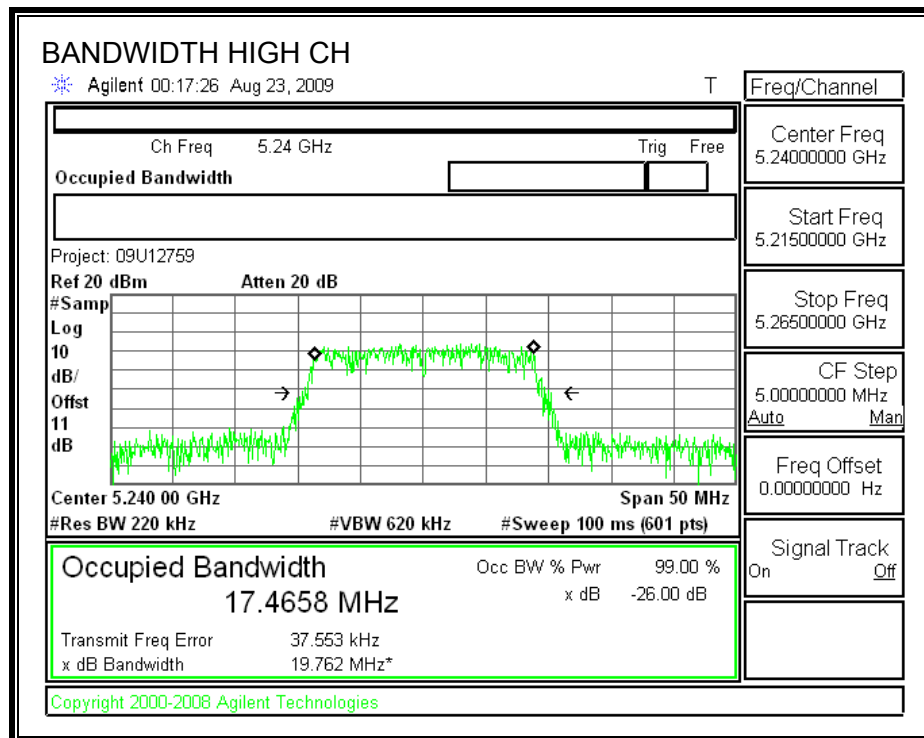 BANDWIDTH HIGH CH
Agilent 00:17:26 Aug 23, 2009 T
Freq/Channel
Ch Freq 5.24 GHz Trig Free
Occupied Bandwidth
Center Freq
5.24000000 GHz
Start Freq
5.21500000 GHz
Stop Freq
5.26500000 GHz
CF Step
5.00000000 MHz
Auto Man
Freq Offset
0.00000000 Hz
Signal Track
On Off
Project: 09U12759
Ref 20 dBm Atten 20 dB
#Samp
Log
10
dB/
Offst
11
dB
Center 5.240 00 GHz Span 50 MHz
#Res BW 220 kHz #VBW 620 kHz #Sweep 100 ms (601 pts)
Occupied Bandwidth Occ BW % Pwr 99.00 %
17.4658 MHz x dB -26.00 dB
Transmit Freq Error 37.553 kHz
x dB Bandwidth 19.762 MHz*
Copyright 2000-2008 Agilent Technologies